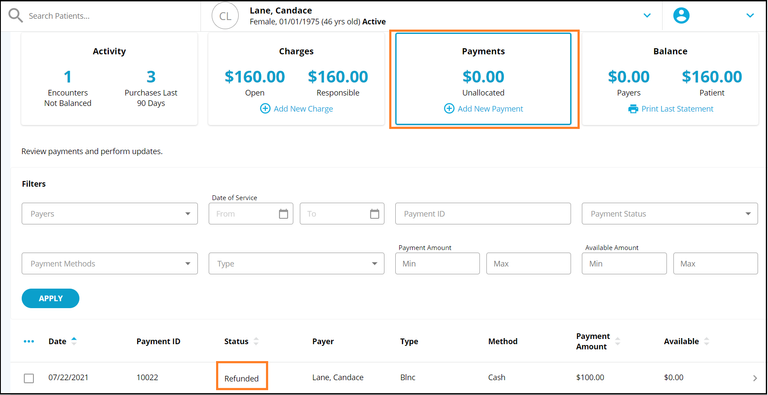 Search Patients...
CL
Lane, Candace
Female, 01/01/1975 (46 yrs old) Active
Activity
1
Encounters
Not Balanced
3
Purchases Last
90 Days
Charges
$160.00
Open
$160.00
Responsible
Add New Charge
Payments
$0.00
Unallocated
Add New Payment
Balance
$0.00
Payers
$160.00
Patient
Print Last Statement
Review payments and perform updates.
Filters
Payers
Date of Service
From
To
Payment ID
Payment Status
Payment Methods
Type
Payment Amount
Min
Max
Available Amount
Min
Max
APPLY
Date Payment ID Status Payer Type Method Payment Amount Available
07/22/2021 10022 Refunded Lane, Candace Blnc Cash $100.00 $0.00